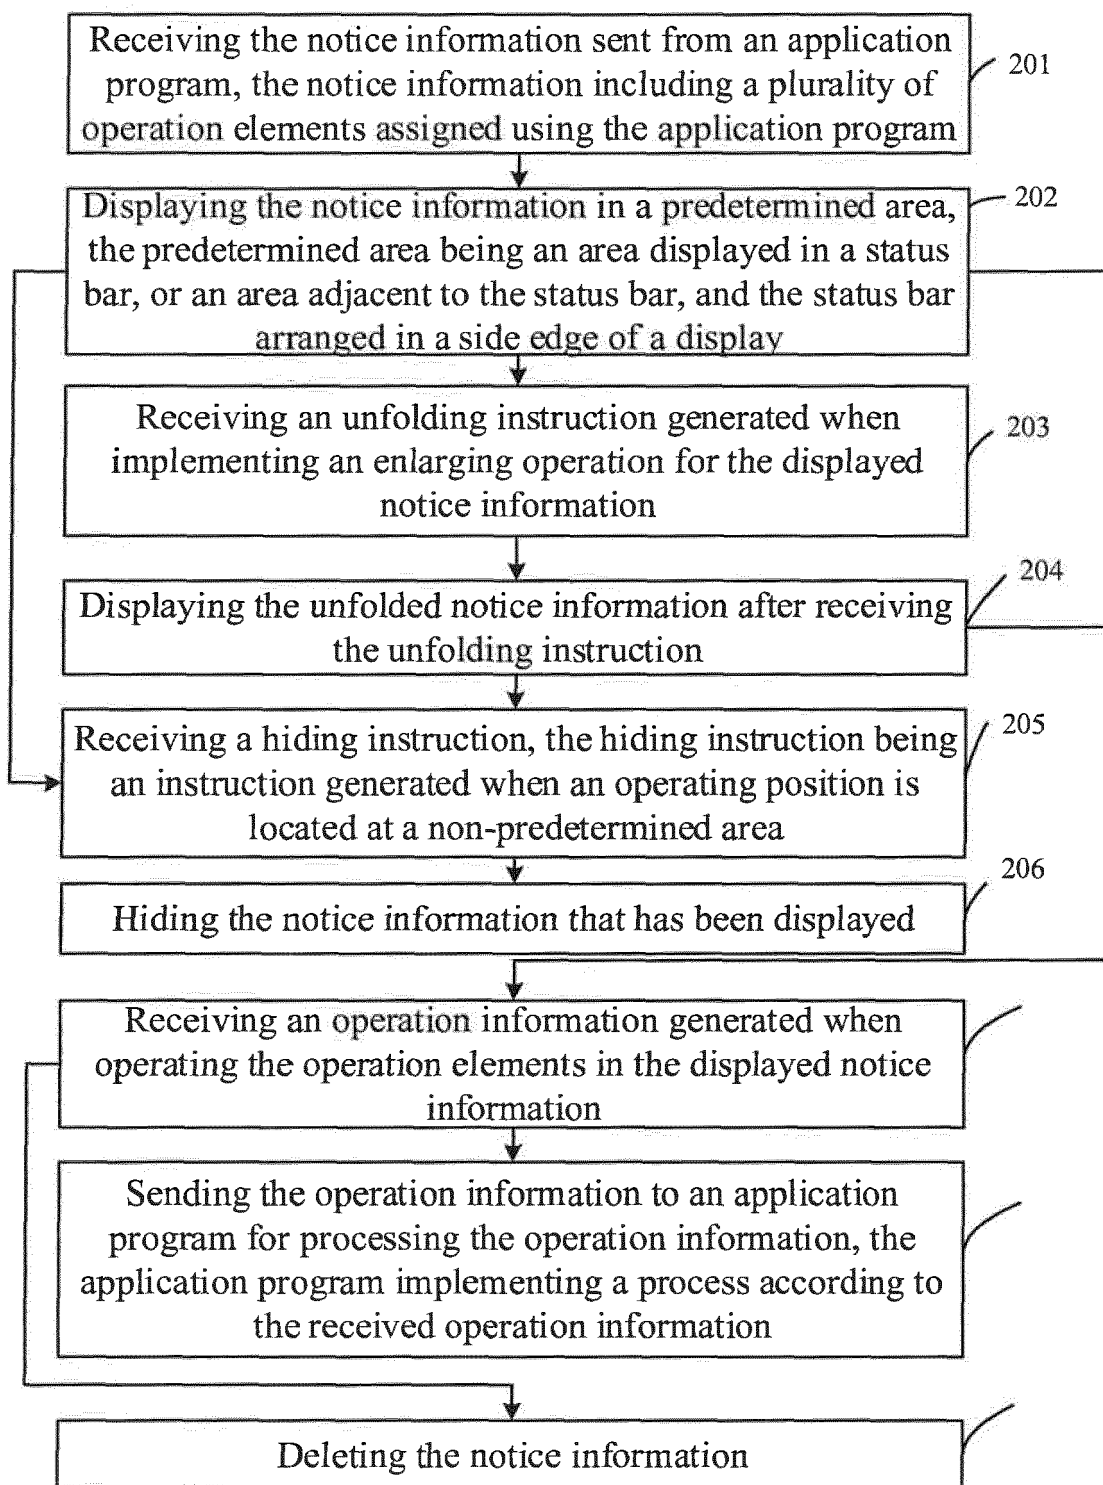 Receiving the notice information sent from an application
program, the notice information including a plurality of
operation elements assigned using the application program
201
Displaying the notice information in a predetermined area,
the predetermined area being an area displayed in a status
bar, or an area adjacent to the status bar, and the status bar
arranged in a side edge of a display
202
Receiving an unfolding instruction generated when
implementing an enlarging operation for the displayed
notice information
203
Displaying the unfolded notice information after receiving
the unfolding instruction
204
Receiving a hiding instruction, the hiding instruction being
an instruction generated when an operating position is
located at a non-predetermined area
205
Hiding the notice information that has been displayed
206
Receiving an operation information generated when
operating the operation elements in the displayed notice
information
Sending the operation information to an application
program for processing the operation information, the
application program implementing a process according to
the received operation information
Deleting the notice information